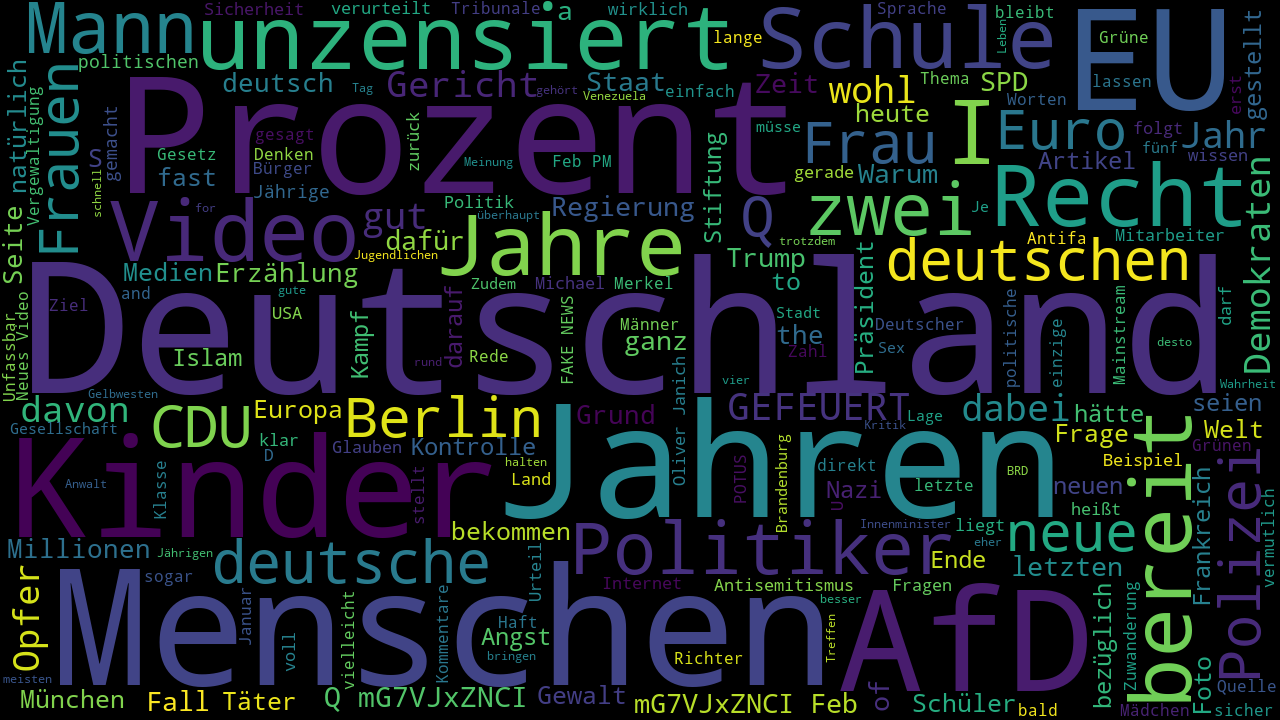 Mann
unzensiert
Schule
EU
Sicherheit
verurteilt
Tribunale
a
wirklich
lange
Sprache
bleibt
Leben
Grüne
gestellt
politischen
natürlich
Frauen
Vergewaltigung
deutsch
Tag
Gericht
gehört
Staat
Venezuela
einfach
Zeit
wohl
heute
Thema
SPD
Worten
lassen
erst
Prozent
I
Euro
Jahr
folgt
fünf
wissen
S
gemacht
gesagt
Gesetz
Denken
Bürger
fast
Jährige
schnell
zurück
Meinung
Feb PM
müsse
Frau
gerade
Warum
Artikel
Recht
Demokraten
Stiftung
Politik
überhaupt
Regierung
Q
zwei
Je
Mitarbeiter
Antifa
Seite
Video
for
gut
dafür
Jugendlichen
Jahre
trotzdem
deutschen
Medien
Erzählung
and
Zudem
Michael
Merkel
Trump
to
Präsident
the
Stadt
Deutschland
Ziel
gute
USA
Islam
Kampf
darauf
Rede
rund
FAKE NEWS
Männer
ganz
Zahl
vier
Deutscher
Sex
politische
einzige
Mainstream
darf
desto
Wahrheit
Unfassbar
Neues Video
Gelbwesten
davon
Gesellschaft
CDU
Europa
klar
D
Berlin
Glauben
Kontrolle
Grund
Oliver Janich
GEFEUERT
Kritik
Lage
dabei
hätte
seien
Frage
Welt
Grünen
Kinder
Anwalt
Klasse
stellt
halten
Land
Jahren
POTUS
Brandenburg
direkt
Nazi
U
letzte
BRD
neuen
Beispiel
heißt
bereit
Polizei
Millionen
Jährigen
deutsche
bekommen
Politiker
Innenminister
eher
liegt
neue
Ende
letzten
Frankreich
vermutlich
Opfer
sogar
Urteil
Internet
Antisemitismus
besser
Fragen
Menschen
Januar
voll
vielleicht
Kommentare
Haft
Angst
bringen
Richter
Treffen
AfD
bezüglich
Zuwanderung
Foto
Quelle
meisten
München
Fall
Täter
Q mG7VJxZNCI
Gewalt
mG7VJxZNCI Feb
of
Schüler
bald
Mädchen
sicher